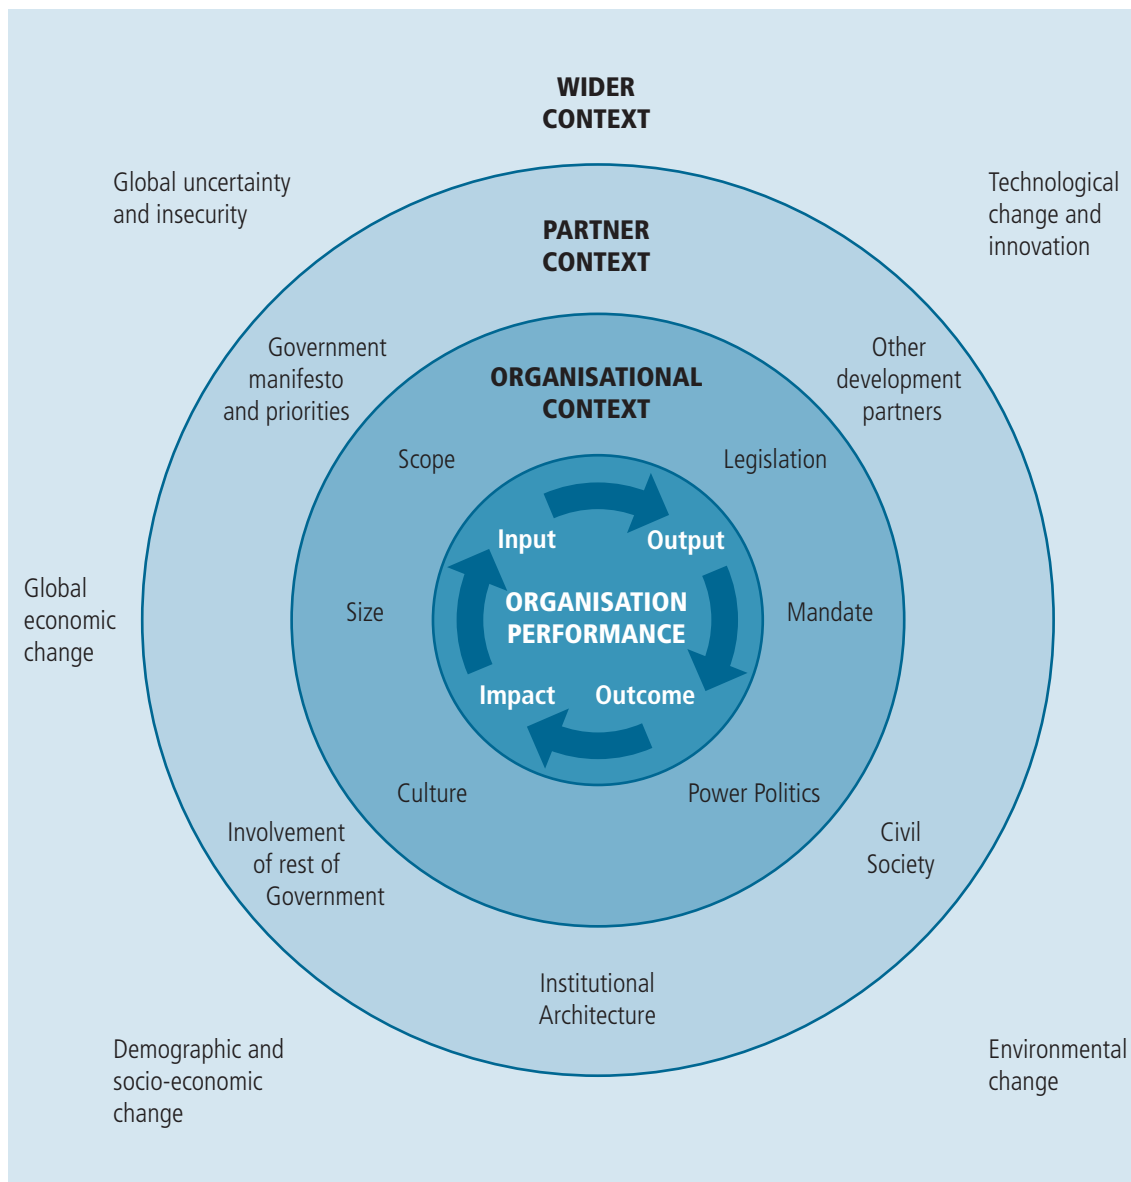 WIDER
CONTEXT
Global uncertainty
and insecurity
Technological
change and
innovation
PARTNER
CONTEXT
Government
manifesto
and priorities
Other
development
partners
ORGANISATIONAL
CONTEXT
Scope
Legislation
Input
Output
Global
economic
change
Size
ORGANISATION
PERFORMANCE
Mandate
Impact
Outcome
Culture
Power Politics
Involvement
of rest of
Government
Civil
Society
Institutional
Architecture
Demographic and
socio-economic
change
Environmental
change